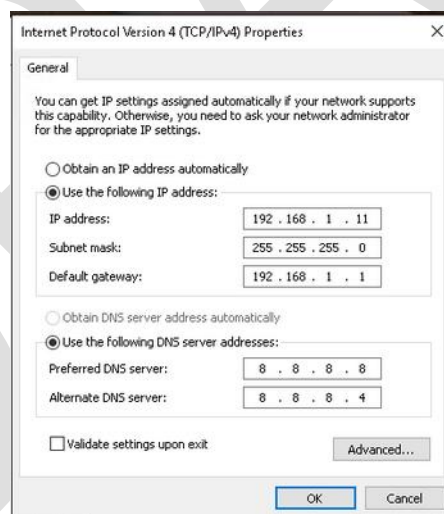 Internet Protocol Version 4 (TCP/IPv4) Properties
General
You can get IP settings assigned automatically if your network supports
this capability. Otherwise, you need to ask your network administrator
for the appropriate IP settings.
Obtain an IP address automatically
Use the following IP address:
IP address: 192 . 168 . 1 . 11
Subnet mask: 255 . 255 . 255 . 0
Default gateway: 192 . 168 . 1 . 1
Obtain DNS server address automatically
Use the following DNS server addresses:
Preferred DNS server: 8 . 8 . 8 . 8
Alternate DNS server: 8 . 8 . 8 . 4
Validate settings upon exit
Advanced...
OK Cancel